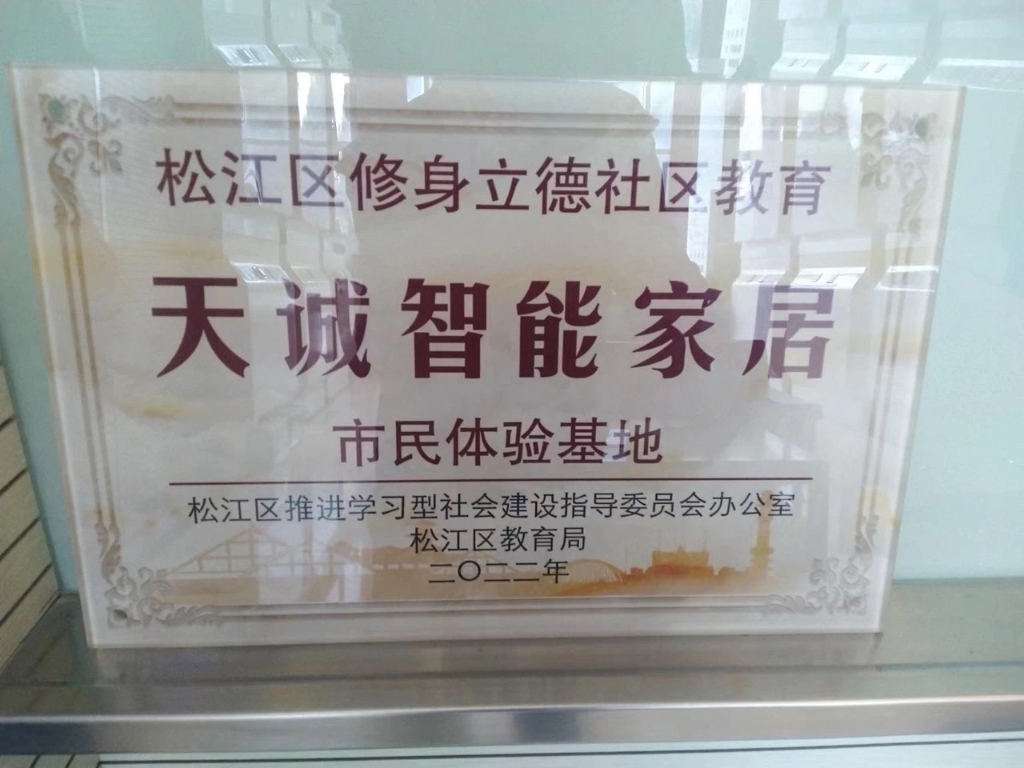 松江区修身立德社区教育
天诚智能家居
市民体验基地
松江区推进学习型社会建设指导委员会办公室
松江区教育局
二〇二二年